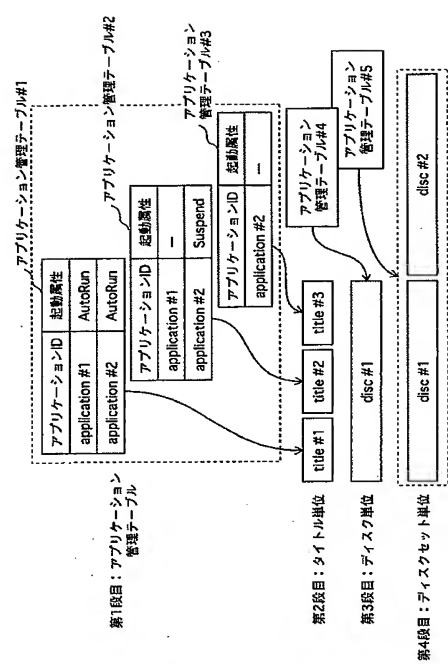 アプリケーション管理テーブル#1
アプリケーション管理テーブル#2
アプリケーション
管理テーブル#3
アプリケーションID 起動属性
application #1 AutoRun
application #2 AutoRun
アプリケーションID 起動属性
application #1 —
application #2 Suspend
アプリケーションID 起動属性
application #2 —
第1段目:アプリケーション
管理テーブル
アプリケーション
管理テーブル#4
アプリケーション
管理テーブル#5
第2段目:タイトル単位
title #1
title #2
title #3
第3段目:ディスク単位
disc #1
第4段目:ディスクセット単位
disc #1
disc #2